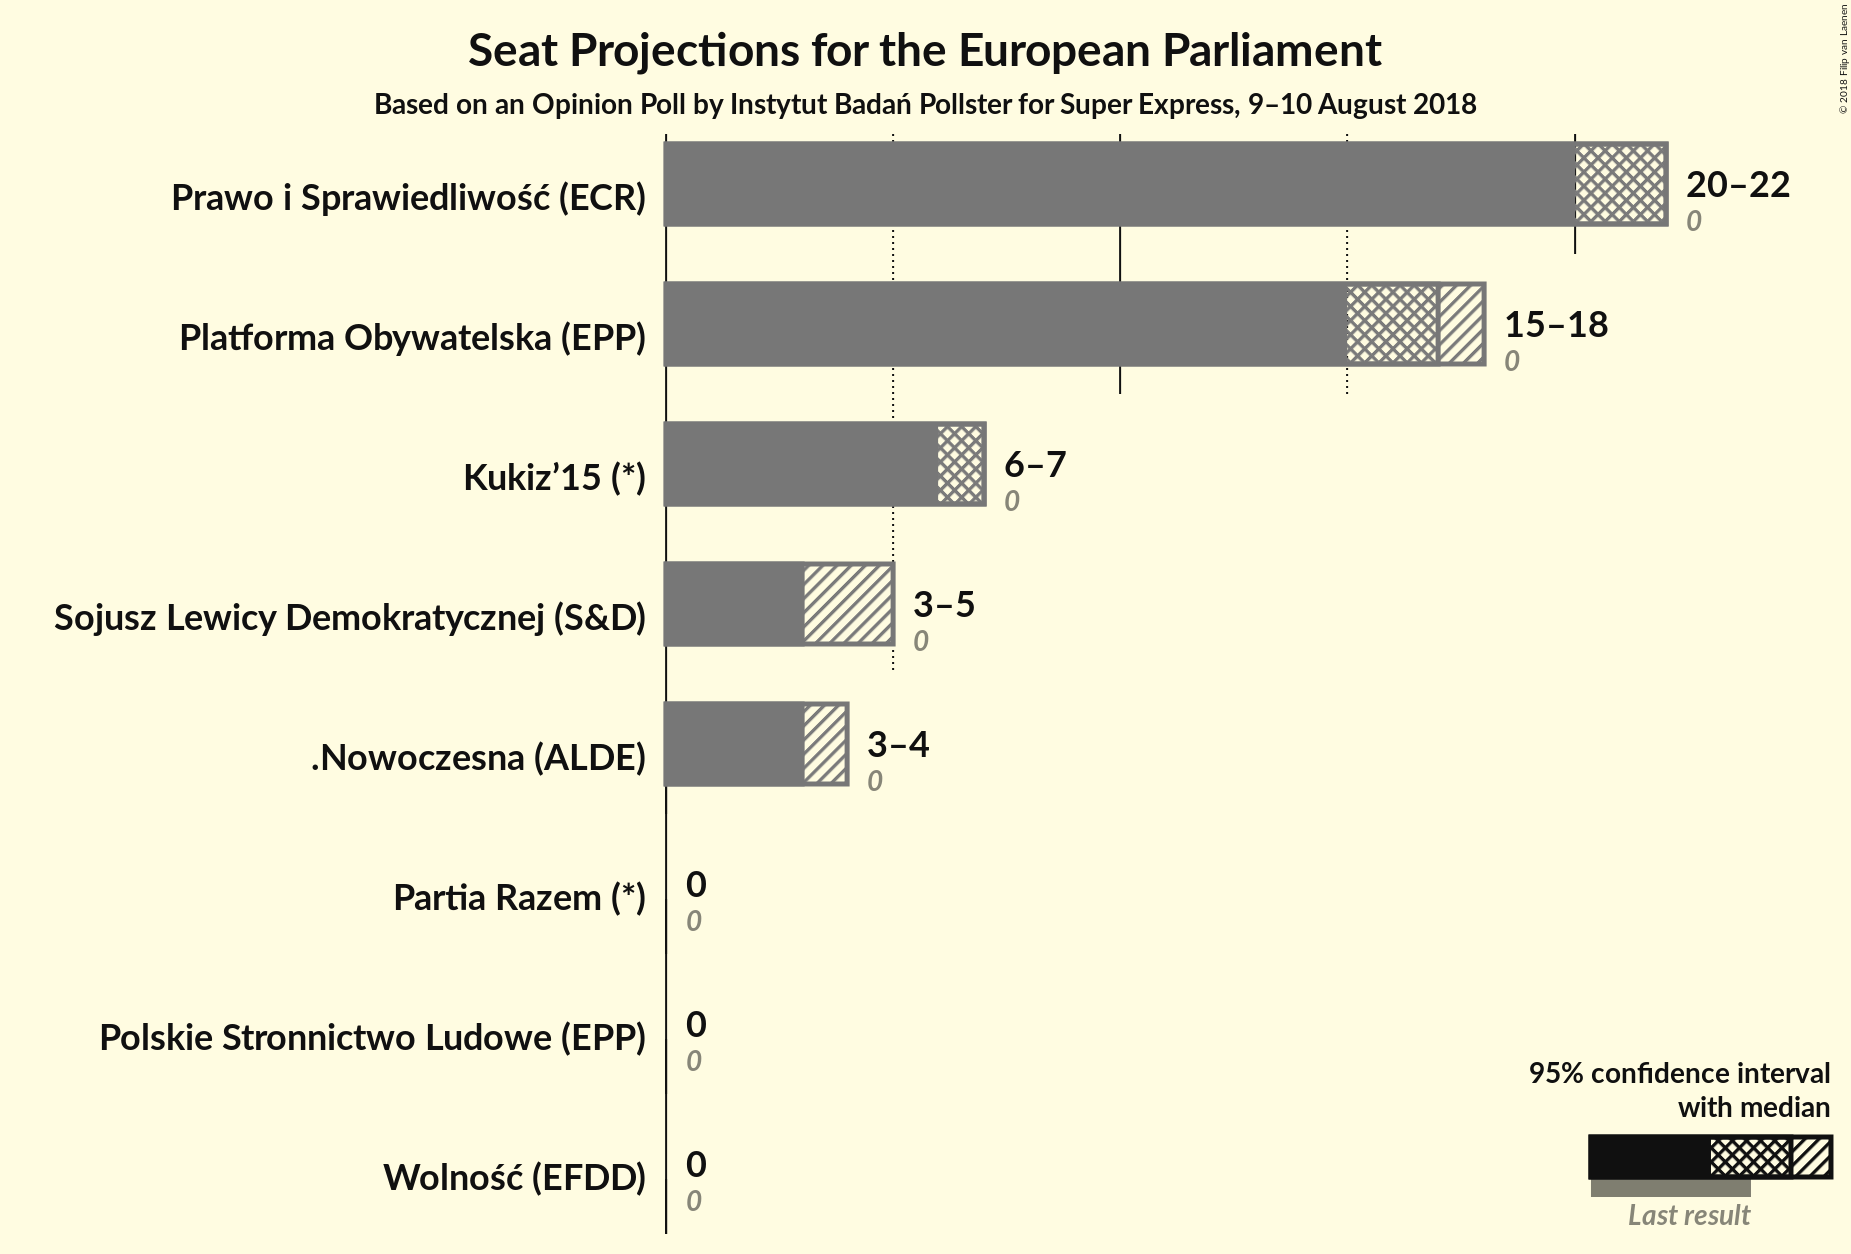 Seat Projections for the European Parliament
Based on an Opinion Poll by Instytut Badań Pollster for Super Express, 9–10 August 2018
© 2018 Filip van Laenen
Prawo i Sprawiedliwość (ECR)
20–22
0
Platforma Obywatelska (EPP)
15–18
0
Kukiz’15 (*)
6–7
0
Sojusz Lewicy Demokratycznej (S&D)
3–5
0
.Nowoczesna (ALDE)
3–4
0
Partia Razem (*)
0
0
Polskie Stronnictwo Ludowe (EPP)
0
0
Wolność (EFDD)
0
0
95% confidence interval
with median
Last result